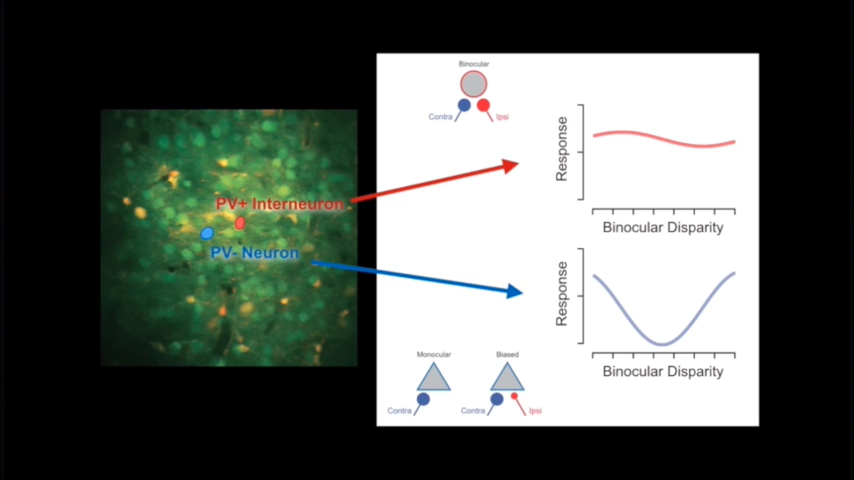 PV+ Interneuron
PV- Neuron
Binocular
Contra
Ipsi
Response
Binocular Disparity
Response
Binocular Disparity
Monocular
Contra
Biased
Contra
Ipsi